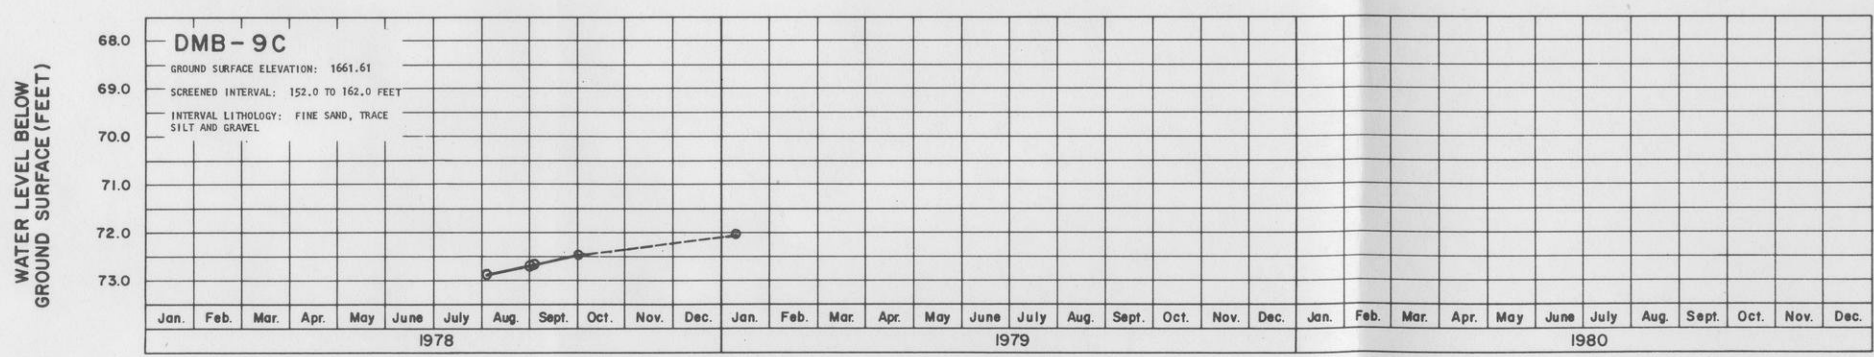 WATER LEVEL BELOW
GROUND SURFACE (FEET)
68.0
69.0
70.0
71.0
72.0
73.0
DMB-9C
GROUND SURFACE ELEVATION: 1661.61
SCREENED INTERVAL: 152.0 TO 162.0 FEET
INTERVAL LITHOLOGY: FINE SAND, TRACE
SILT AND GRAVEL
Jan. Feb. Mar. Apr. May June July Aug. Sept. Oct. Nov. Dec. Jan. Feb. Mar. Apr. May June July Aug. Sept. Oct. Nov. Dec. Jan. Feb. Mar. Apr. May June July Aug. Sept. Oct. Nov. Dec.
1978 1979 1980